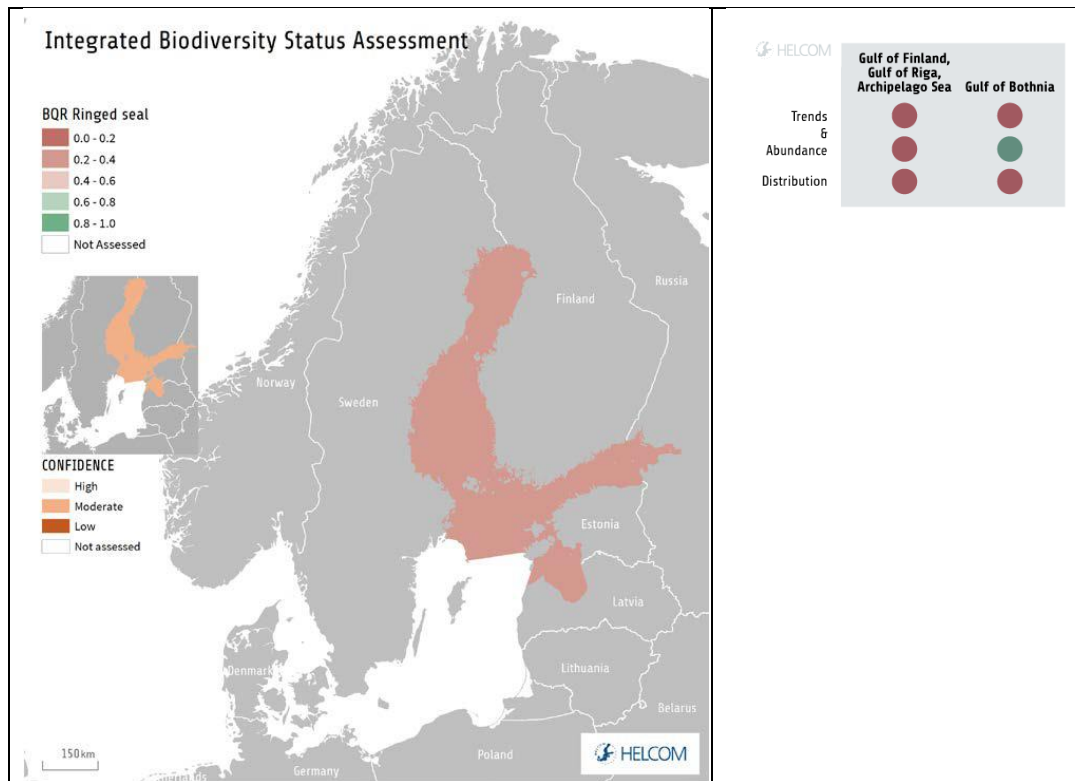 Integrated Biodiversity Status Assessment
BQR Ringed seal
0.0 - 0.2
0.2 - 0.4
0.4 - 0.6
0.6 - 0.8
0.8 - 1.0
Not Assessed
CONFIDENCE
High
Moderate
Low
Not assessed
Norway
Sweden
Finland
Russia
Estonia
Latvia
Lithuania
Belarus
Denmark
Germany
Poland
150 km
HELCOM
HELCOM
Gulf of Finland,
Gulf of Riga,
Archipelago Sea
Gulf of Bothnia
Trends
&
Abundance
Distribution